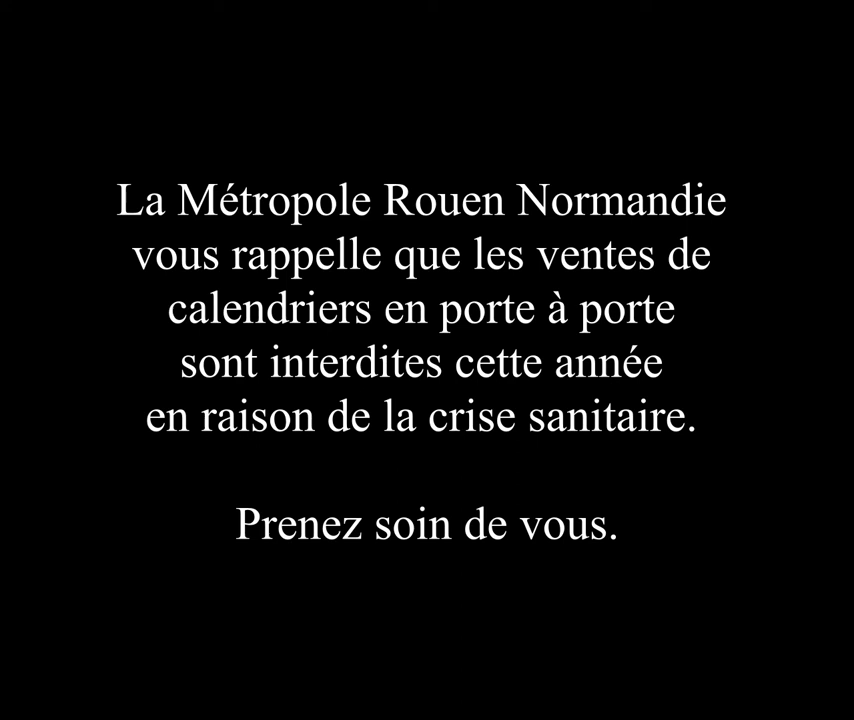 La Métropole Rouen Normandie
vous rappelle que les ventes de
calendriers en porte à porte
sont interdites cette année
en raison de la crise sanitaire.
Prenez soin de vous.